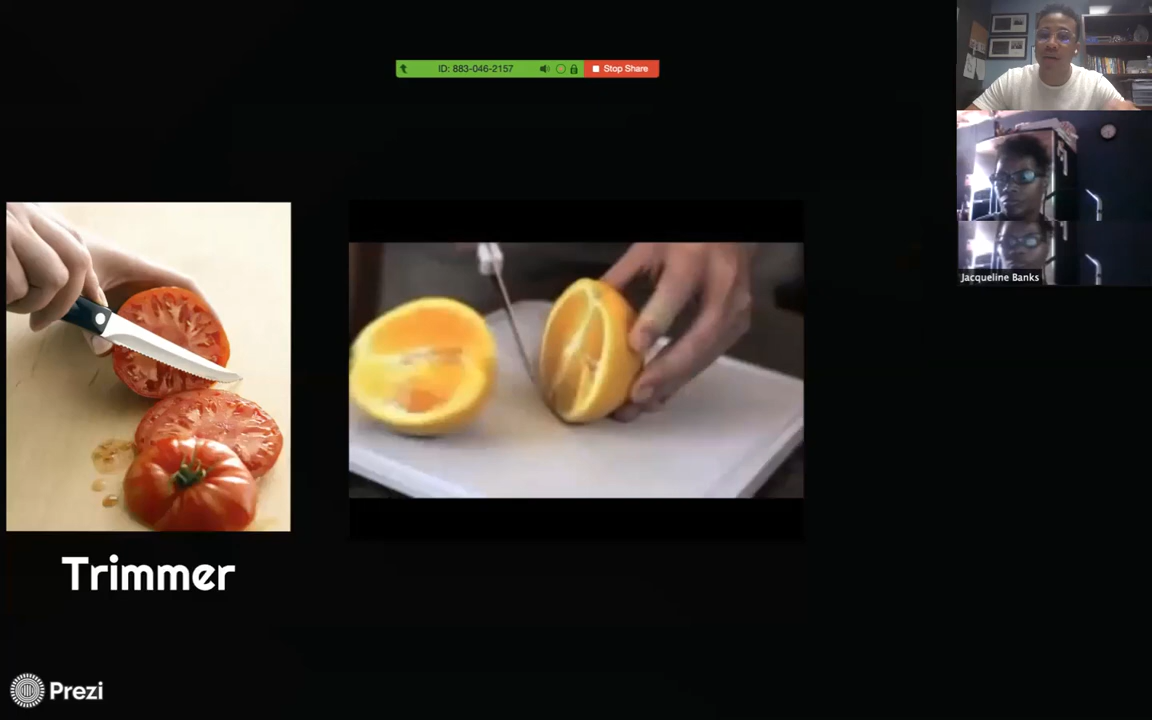 ID: 883-046-2157
Stop Share
Jacqueline Banks
Trimmer
Prezi